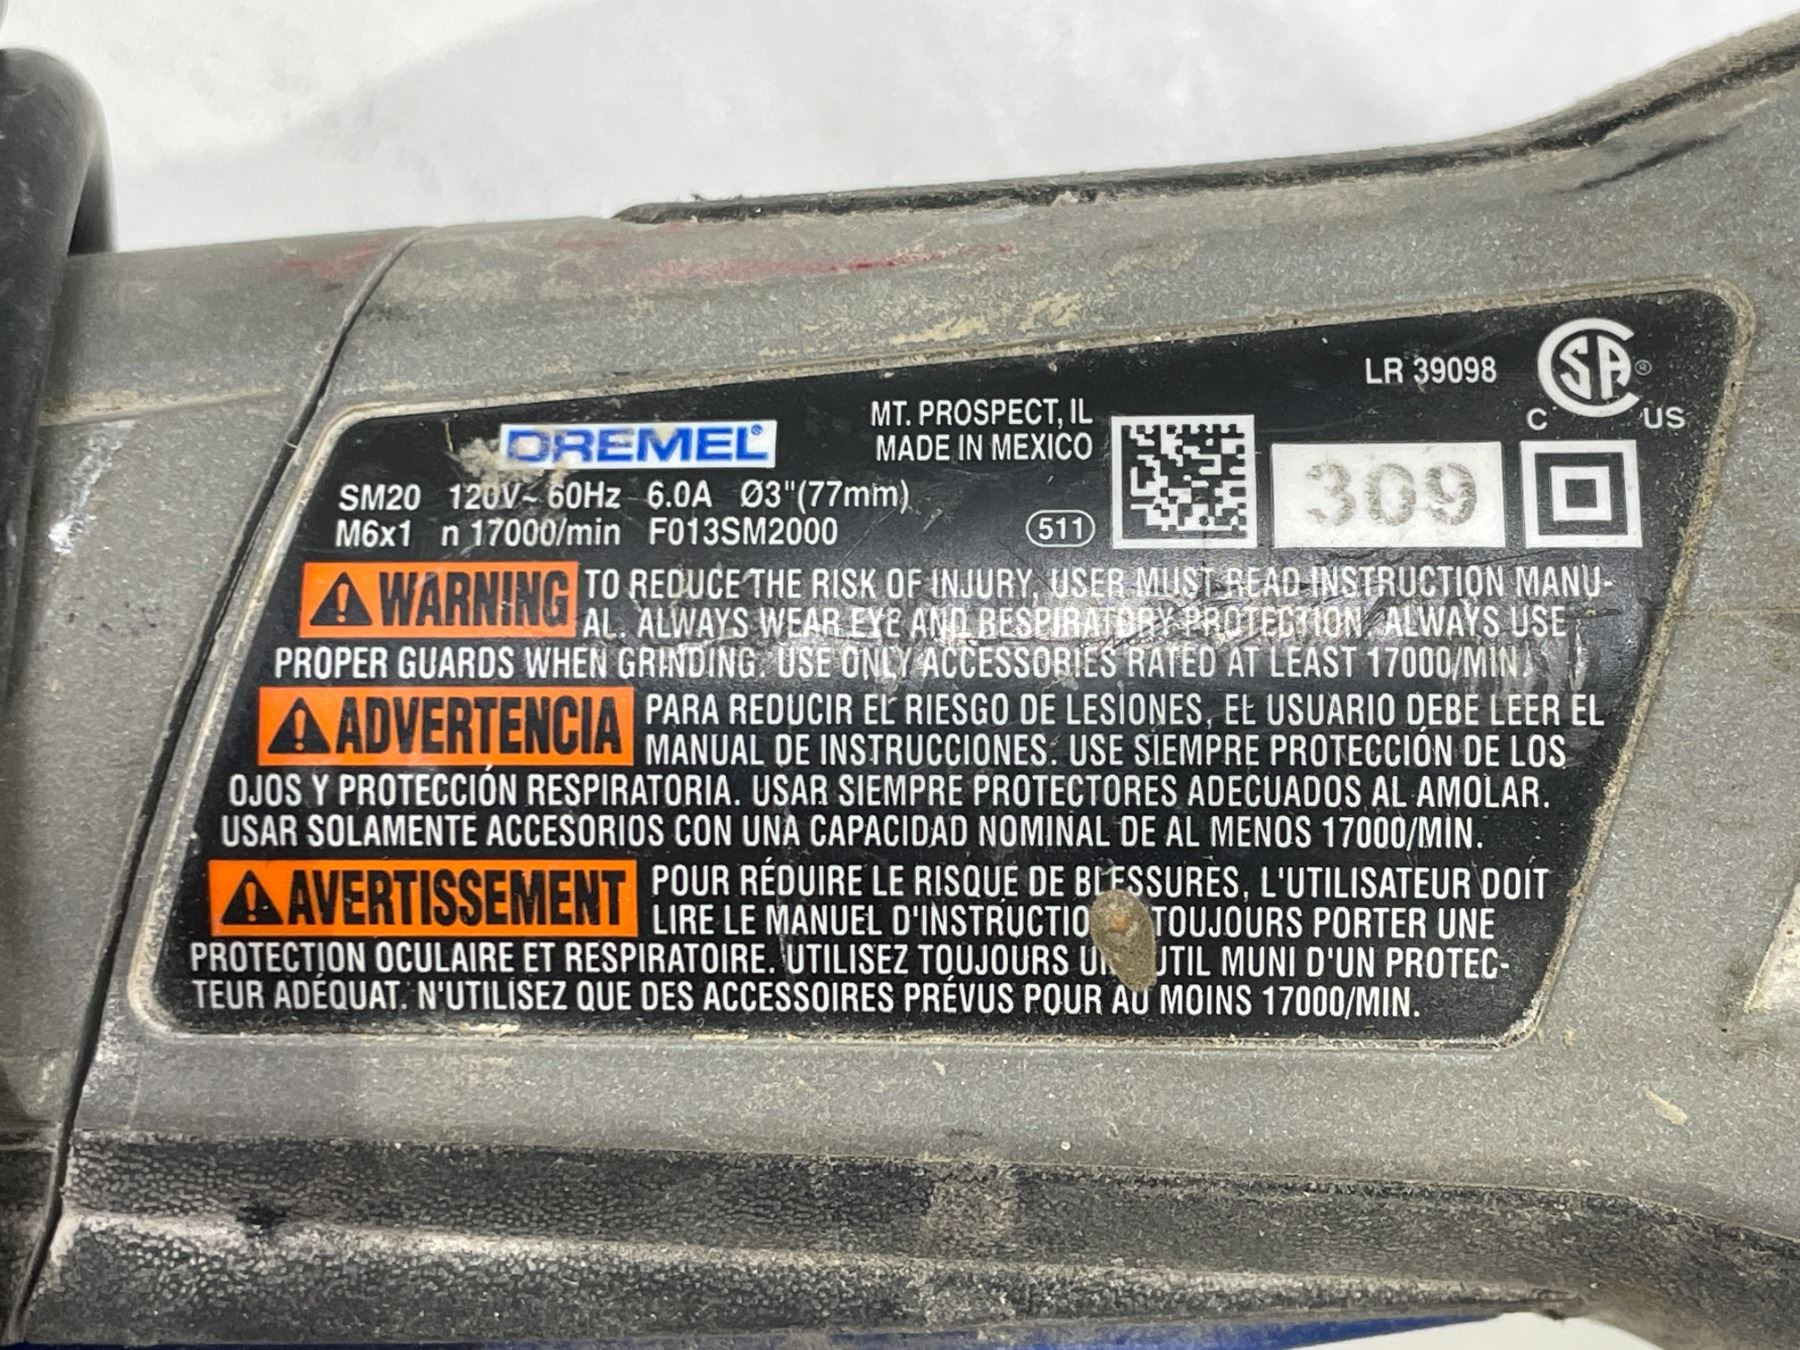 DREMEL®
MT. PROSPECT, IL
MADE IN MEXICO
LR 39098
CSA®
C US
SM20 120V~ 60Hz 6.0A Ø3"(77mm)
M6x1 n 17000/min F013SM2000
511
309
⚠WARNING TO REDUCE THE RISK OF INJURY, USER MUST READ INSTRUCTION MANU-
AL. ALWAYS WEAR EYE AND RESPIRATORY PROTECTION. ALWAYS USE
PROPER GUARDS WHEN GRINDING. USE ONLY ACCESSORIES RATED AT LEAST 17000/MIN.
⚠ADVERTENCIA PARA REDUCIR EL RIESGO DE LESIONES, EL USUARIO DEBE LEER EL
MANUAL DE INSTRUCCIONES. USE SIEMPRE PROTECCIÓN DE LOS
OJOS Y PROTECCIÓN RESPIRATORIA. USAR SIEMPRE PROTECTORES ADECUADOS AL AMOLAR.
USAR SOLAMENTE ACCESORIOS CON UNA CAPACIDAD NOMINAL DE AL MENOS 17000/MIN.
⚠AVERTISSEMENT POUR RÉDUIRE LE RISQUE DE BLESSURES, L'UTILISATEUR DOIT
LIRE LE MANUEL D'INSTRUCTIO TOUJOURS PORTER UNE
PROTECTION OCULAIRE ET RESPIRATOIRE. UTILISEZ TOUJOURS UN UTIL MUNI D'UN PROTEC-
TEUR ADÉQUAT. N'UTILISEZ QUE DES ACCESSOIRES PRÉVUS POUR AU MOINS 17000/MIN.